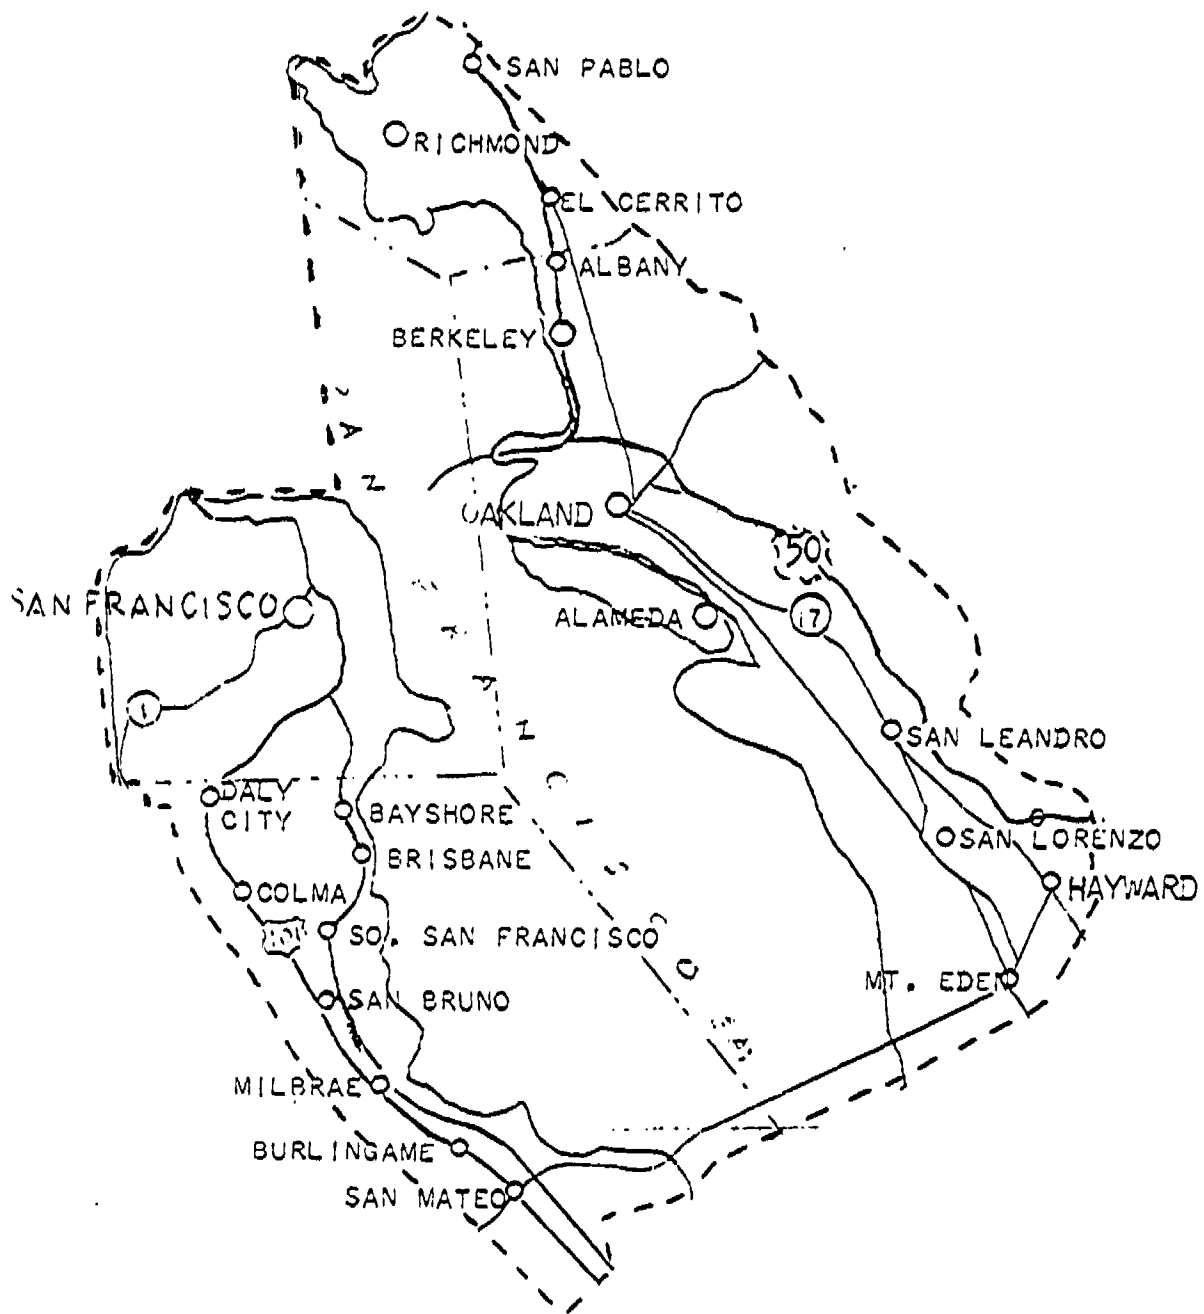 SAN PABLO
RICHMOND
EL CERRITO
ALBANY
BERKELEY
OAKLAND
50
SAN FRANCISCO
ALAMEDA
17
1
SAN LEANDRO
DALY
CITY
BAYSHORE
SAN LORENZO
BRISBANE
HAYWARD
COLMA
101
SO. SAN FRANCISCO
MT. EDEN
SAN BRUNO
MILBRAE
BURLINGAME
SAN MATEO